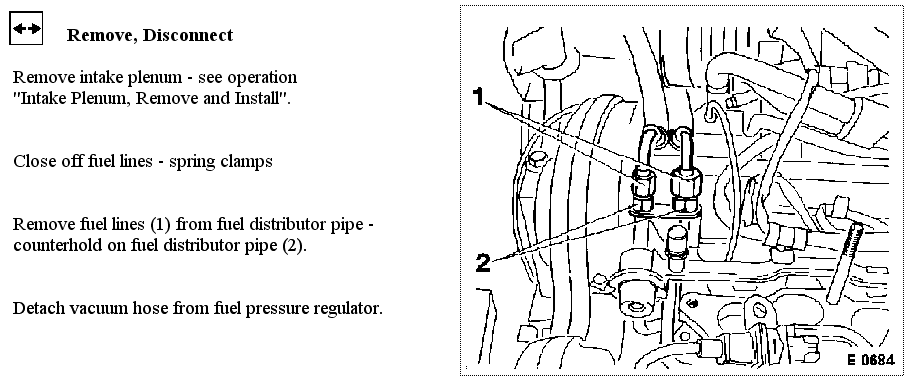 Remove, Disconnect
Remove intake plenum - see operation
"Intake Plenum, Remove and Install".
Close off fuel lines - spring clamps
Remove fuel lines (1) from fuel distributor pipe -
counterhold on fuel distributor pipe (2).
Detach vacuum hose from fuel pressure regulator.
1
2
E 0684